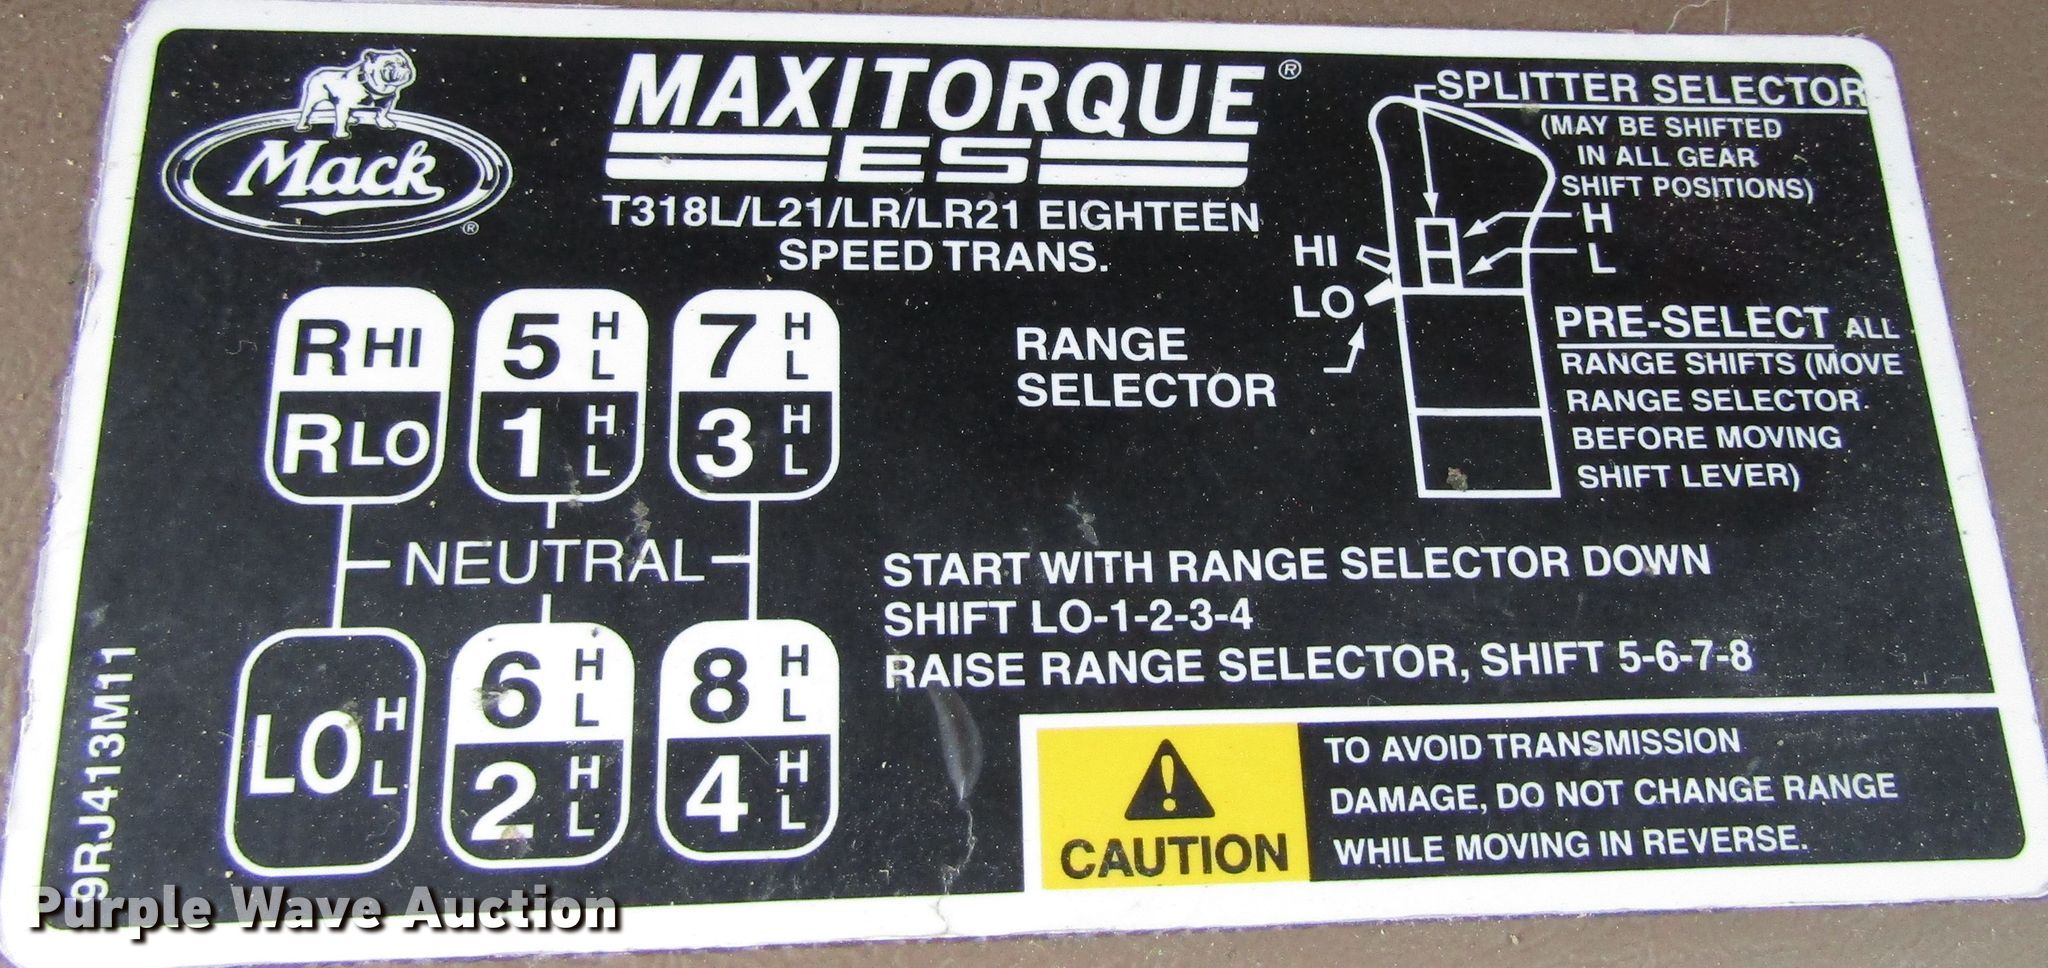 Mack ®
MAXITORQUE®
ES
T318L/L21/LR/LR21 EIGHTEEN
SPEED TRANS.
R HI
R LO
5 H L
1 H L
7 H L
3 H L
NEUTRAL
LO H L
6 H L
2 H L
8 H L
4 H L
9RJ413M11
SPLITTER SELECTOR
(MAY BE SHIFTED
IN ALL GEAR
SHIFT POSITIONS)
H
L
HI
LO
RANGE
SELECTOR
PRE-SELECT ALL
RANGE SHIFTS (MOVE
RANGE SELECTOR
BEFORE MOVING
SHIFT LEVER)
START WITH RANGE SELECTOR DOWN
SHIFT LO-1-2-3-4
RAISE RANGE SELECTOR, SHIFT 5-6-7-8
CAUTION
TO AVOID TRANSMISSION
DAMAGE, DO NOT CHANGE RANGE
WHILE MOVING IN REVERSE.
Purple Wave Auction